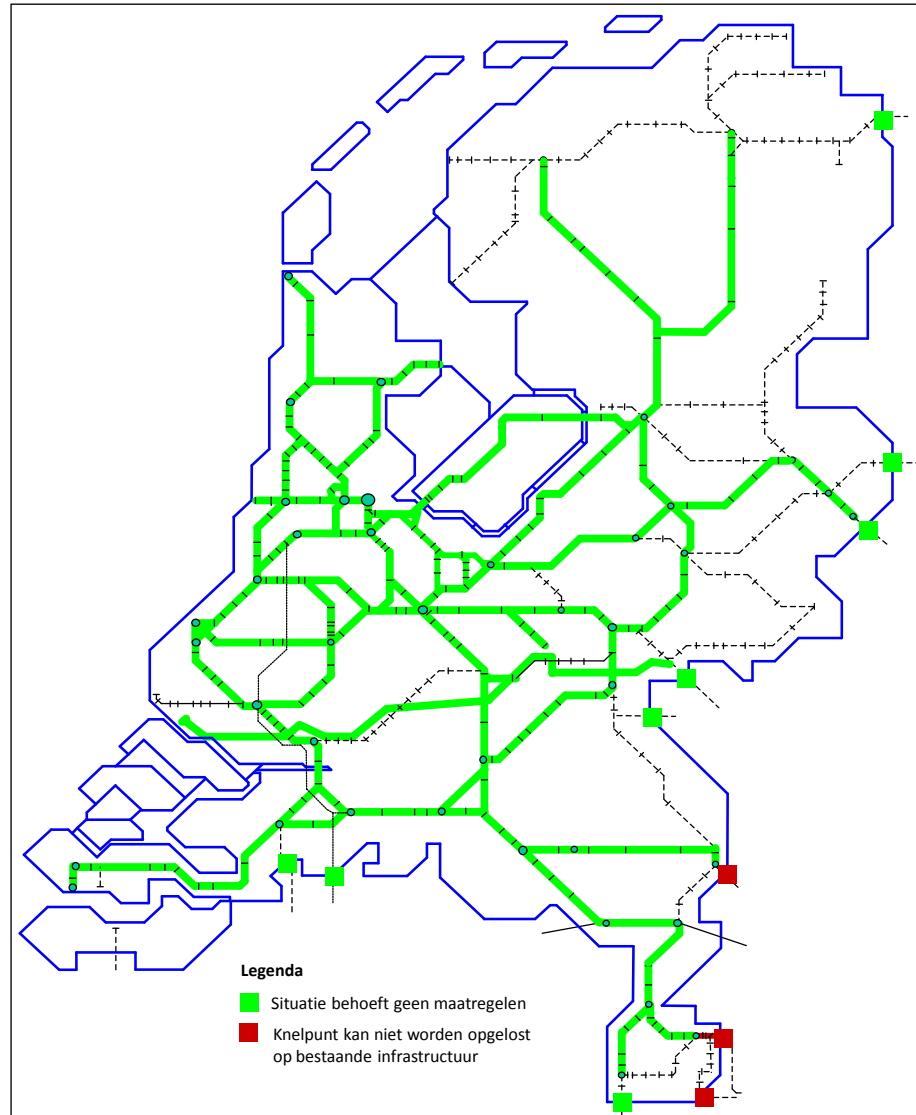 Legenda
Situatie behoeft geen maatregelen
Knelpunt kan niet worden opgelost
op bestaande infrastructuur